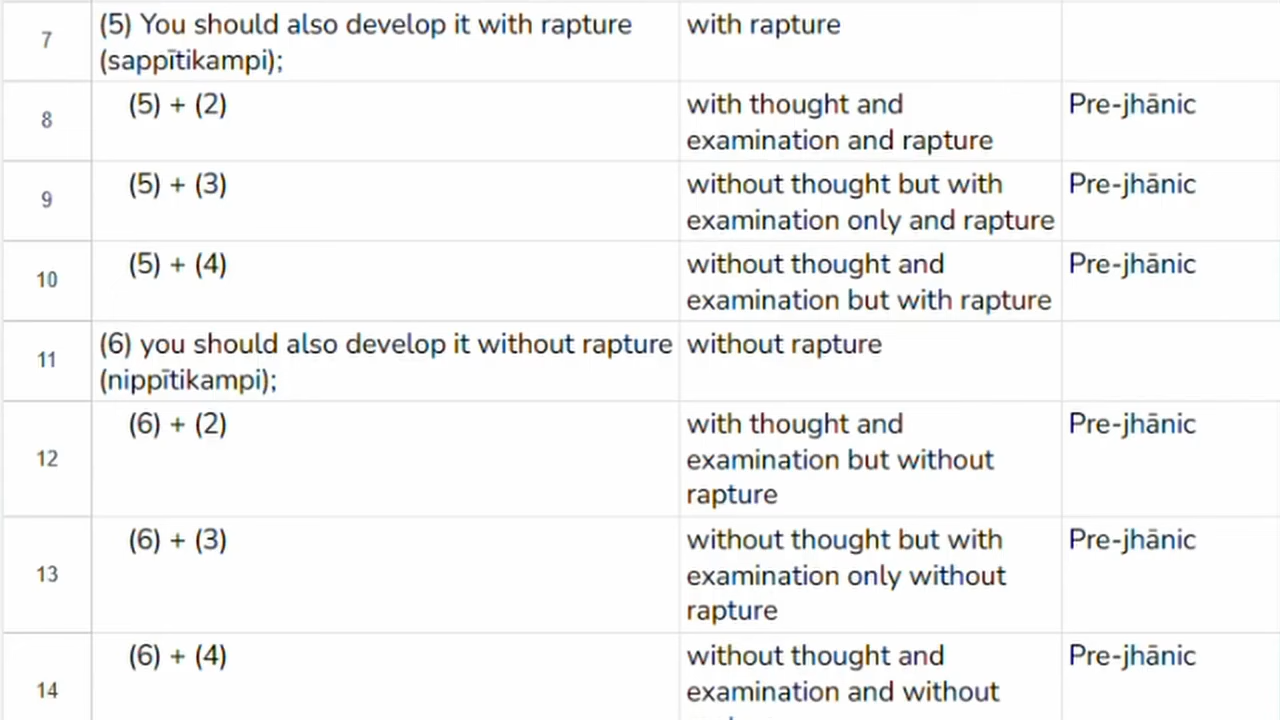 7
(5) You should also develop it with rapture
(sappītikampi);
with rapture
8
(5) + (2)
with thought and
examination and rapture
Pre-jhānic
9
(5) + (3)
without thought but with
examination only and rapture
Pre-jhānic
10
(5) + (4)
without thought and
examination but with rapture
Pre-jhānic
11
(6) you should also develop it without rapture
(nippītikampi);
without rapture
12
(6) + (2)
with thought and
examination but without
rapture
Pre-jhānic
13
(6) + (3)
without thought but with
examination only without
rapture
Pre-jhānic
14
(6) + (4)
without thought and
examination and without
Pre-jhānic